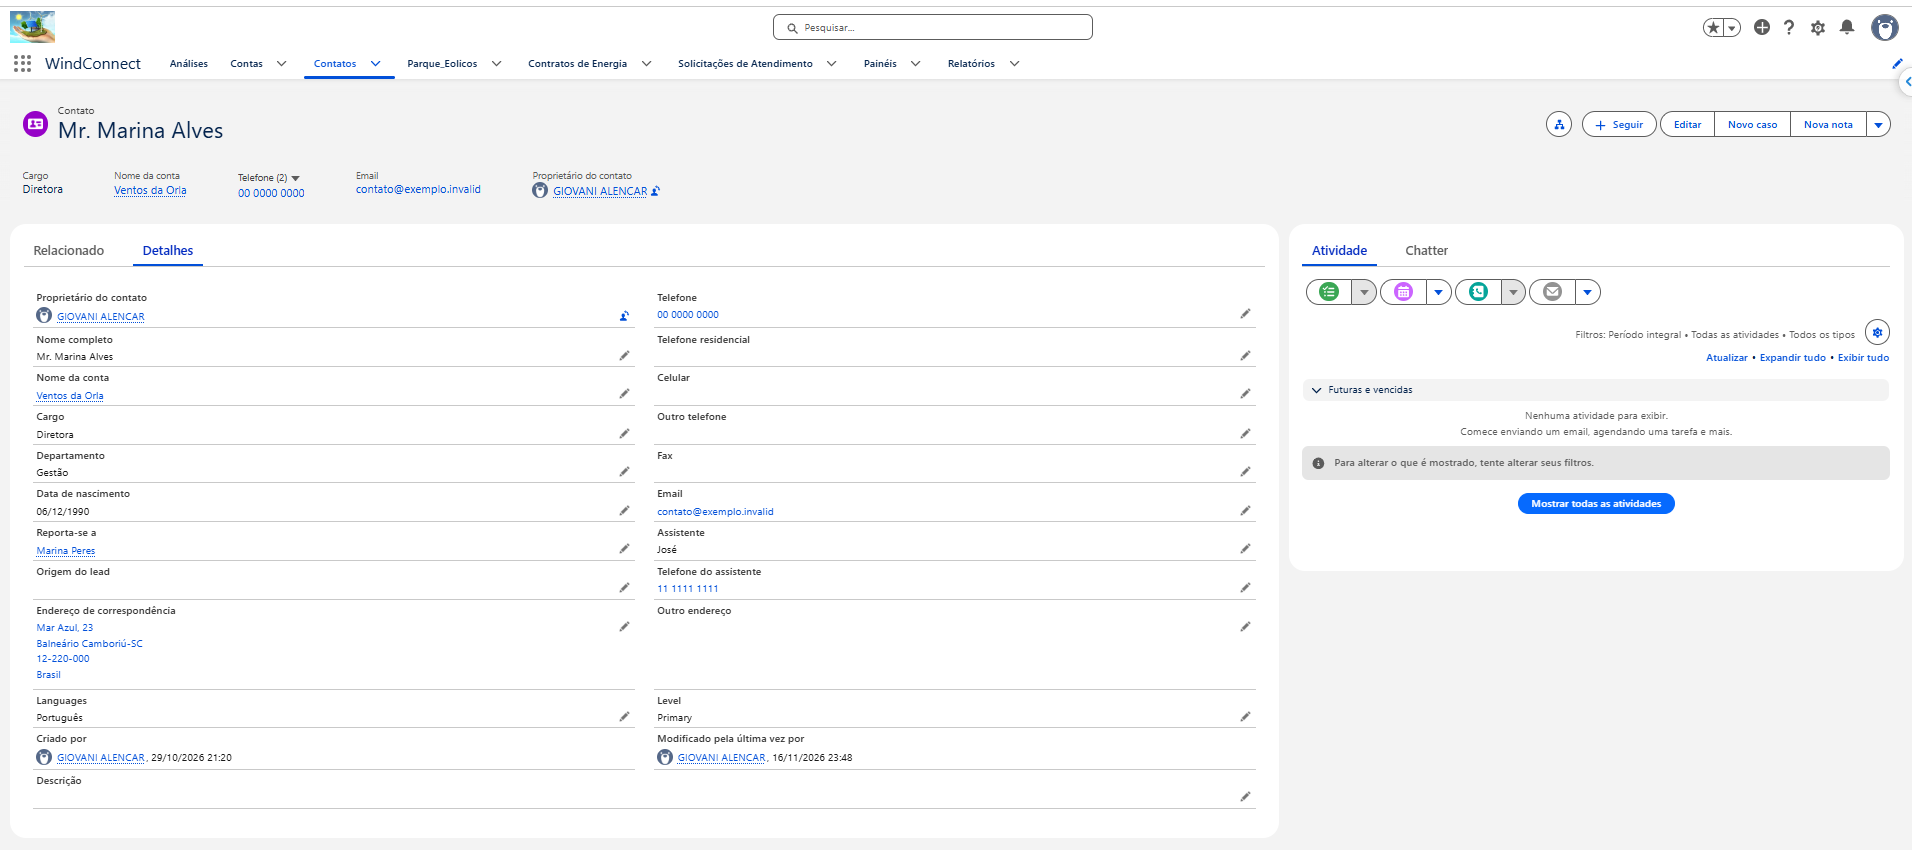 Pesquisar...
WindConnect
Análises
Contas
Contatos
Parque_Eolicos
Contratos de Energia
Solicitações de Atendimento
Painéis
Relatórios
Contato
Mr. Marina Alves
Seguir
Editar
Novo caso
Nova nota
Cargo
Diretora
Nome da conta
Ventos da Orla
Telefone (2)
00 0000 0000
Email
contato@exemplo.invalid
Proprietário do contato
GIOVANI ALENCAR
Relacionado
Detalhes
Proprietário do contato
GIOVANI ALENCAR
Telefone
00 0000 0000
Nome completo
Mr. Marina Alves
Telefone residencial
Nome da conta
Ventos da Orla
Celular
Cargo
Diretora
Outro telefone
Departamento
Gestão
Fax
Data de nascimento
06/12/1990
Email
contato@exemplo.invalid
Reporta-se a
Marina Peres
Assistente
José
Origem do lead
Telefone do assistente
11 1111 1111
Endereço de correspondência
Mar Azul, 23
Balneário Camboriú-SC
12-220-000
Brasil
Outro endereço
Languages
Português
Level
Primary
Criado por
GIOVANI ALENCAR, 29/10/2026 21:20
Modificado pela última vez por
GIOVANI ALENCAR, 16/11/2026 23:48
Descrição
Atividade
Chatter
Filtros: Período integral • Todas as atividades • Todos os tipos
Atualizar • Expandir tudo • Exibir tudo
Futuras e vencidas
Nenhuma atividade para exibir.
Comece enviando um email, agendando uma tarefa e mais.
Para alterar o que é mostrado, tente alterar seus filtros.
Mostrar todas as atividades